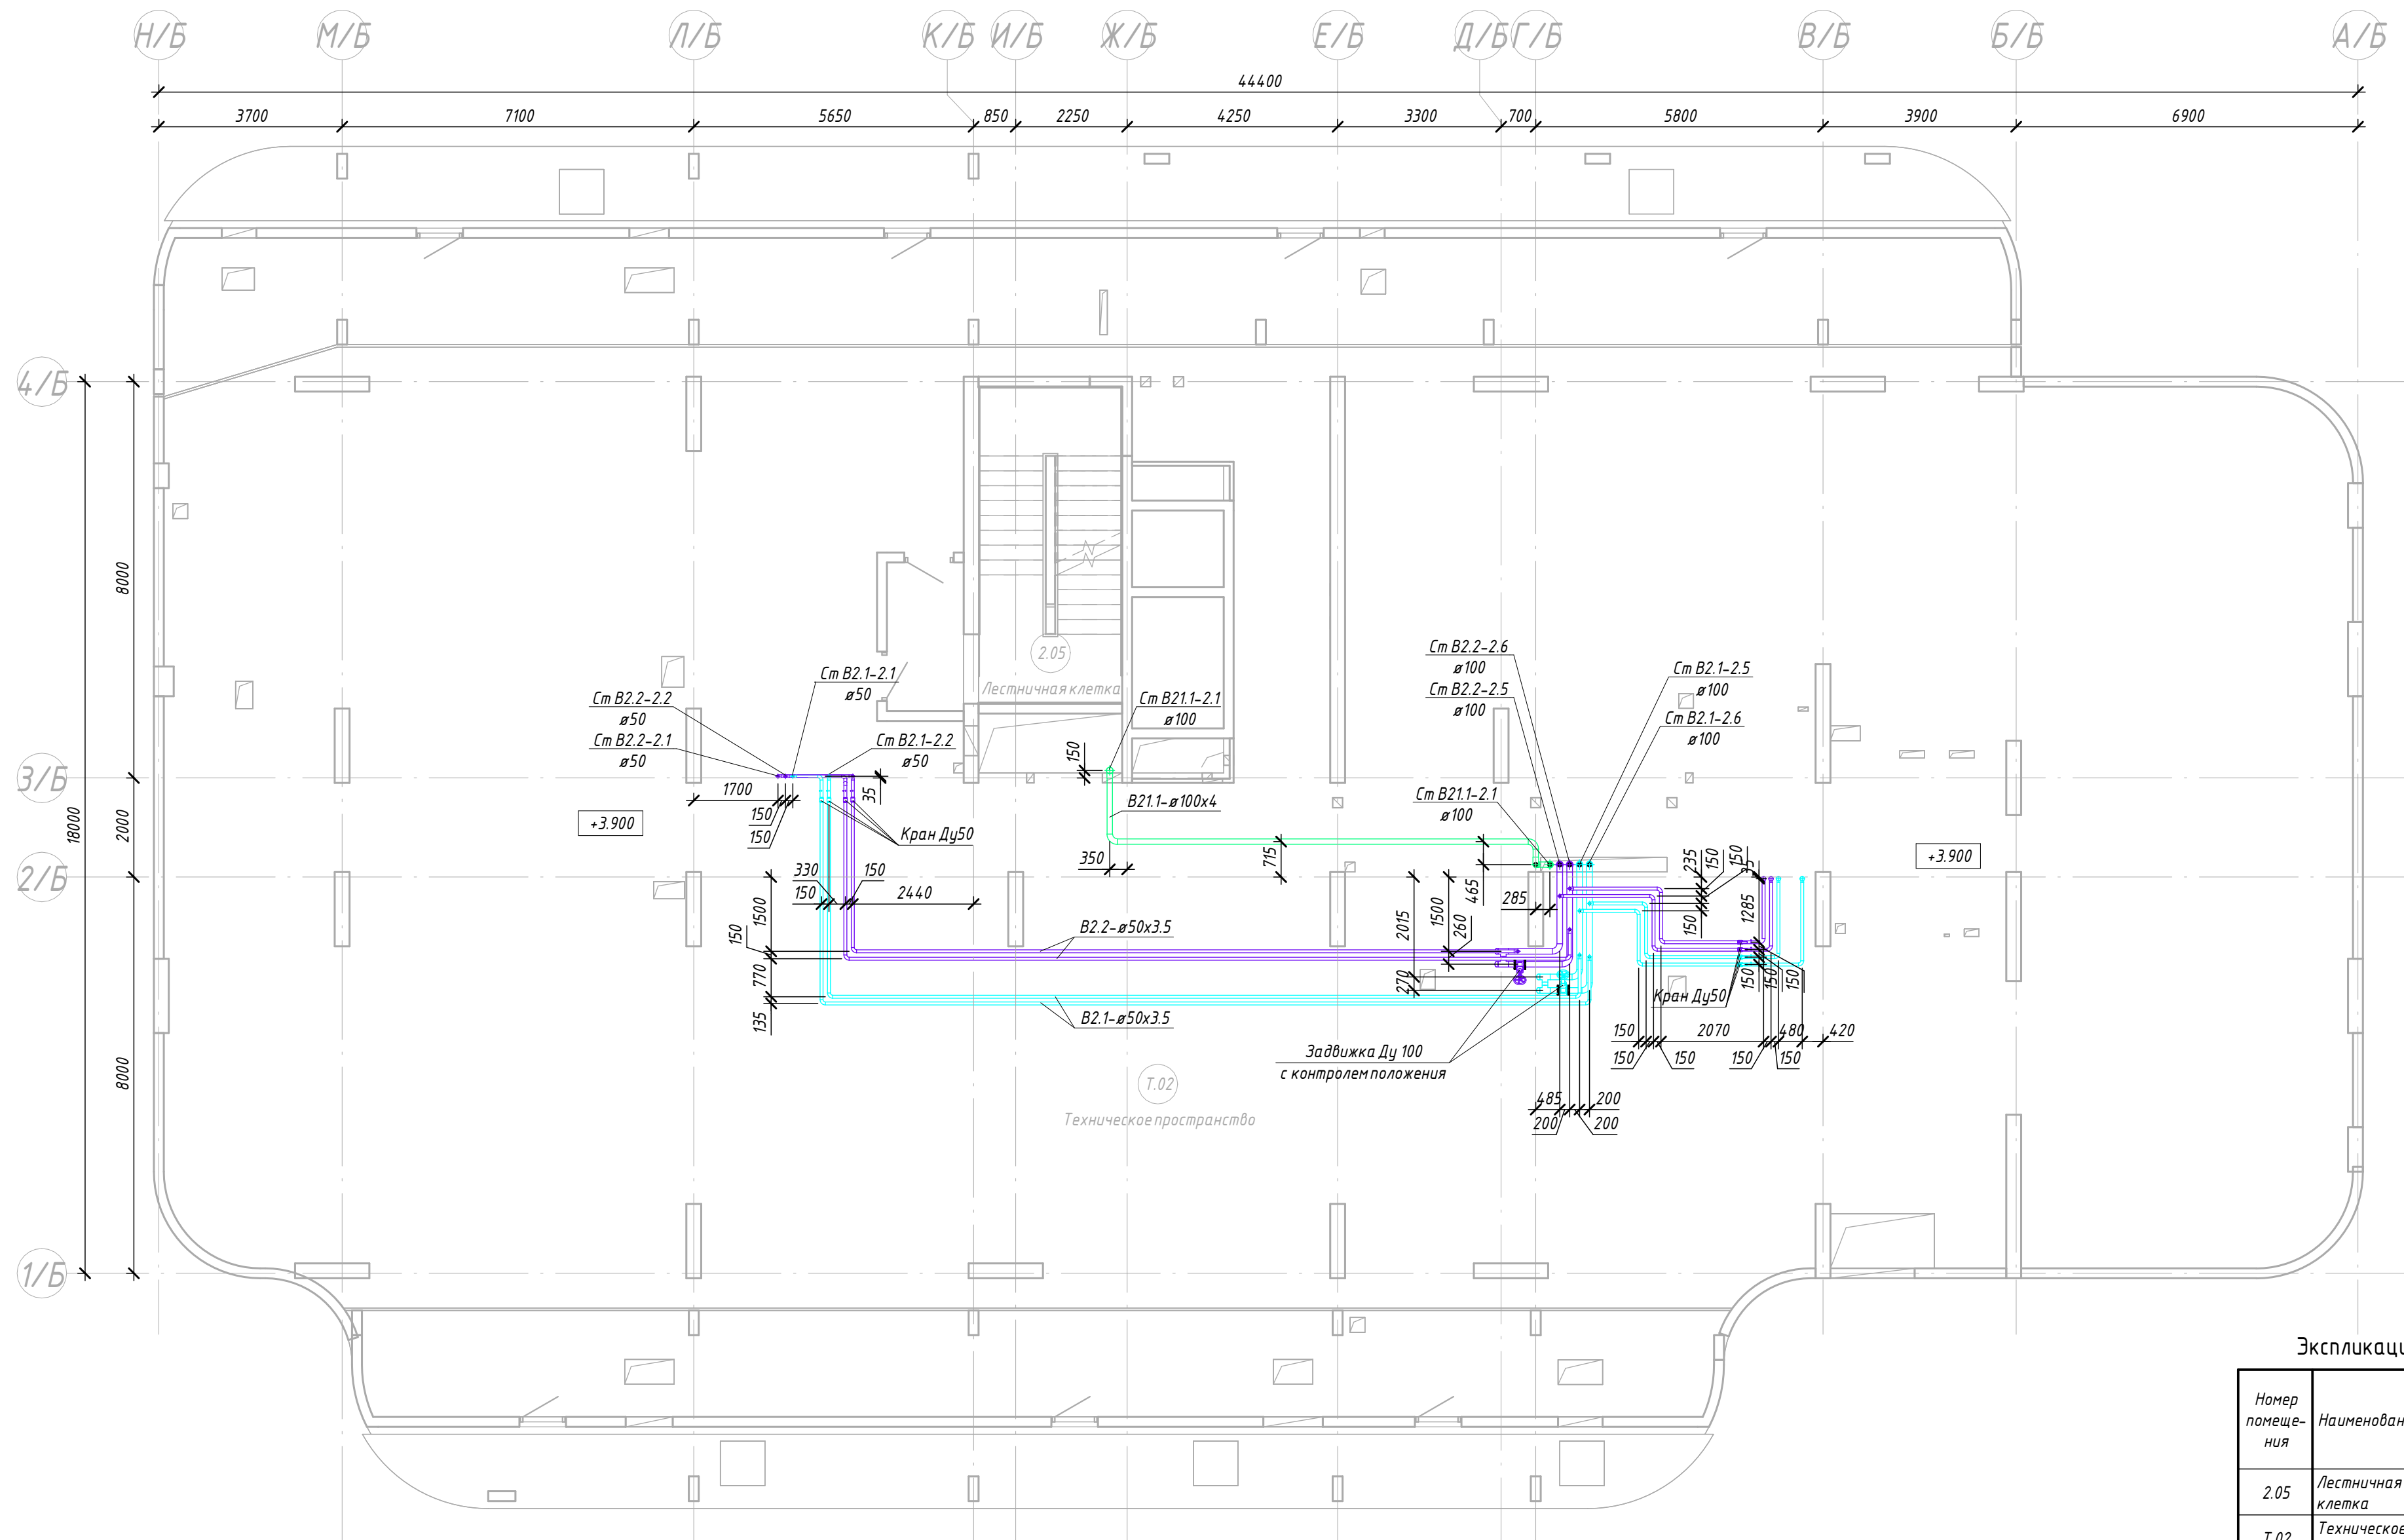 Н/Б М/Б Л/Б К/Б И/Б Ж/Б Е/Б Д/Б Г/Б В/Б Б/Б А/Б
44400
3700 7100 5650 850 2250 4250 3300 700 5800 3900 6900
4/Б
8000
2.05
Лестничная клетка
Ст В2.2-2.6
ø100
Ст В2.2-2.5
ø100
Ст В2.1-2.5
ø100
Ст В2.1-2.6
ø100
Ст В2.1-2.1
ø50
Ст В2.2-2.2
ø50
Ст В2.2-2.1
ø50
Ст В2.1-2.2
ø50
Ст В21.1-2.1
ø100
150
3/Б
1700
150
150
35
В21.1-ø100х4
Ст В21.1-2.1
ø100
+3.900
Кран Ду50
18000
2000
350
715
465
285
235
150
150
315
+3.900
2/Б
330
150
150
2440
1500
150
770
135
2015
1500
260
270
150
1285
В2.2-ø50х3.5
В2.1-ø50х3.5
150
150
150
Кран Ду50
150 2070 480 420
150 150 150 150
Задвижка Ду 100
с контролем положения
8000
Т.02
Техническое пространство
485 200
200 200
1/Б
Экспликаци
Номер
помеще-
ния
Наименован
2.05
Лестничная
клетка
Т.02
Техническое